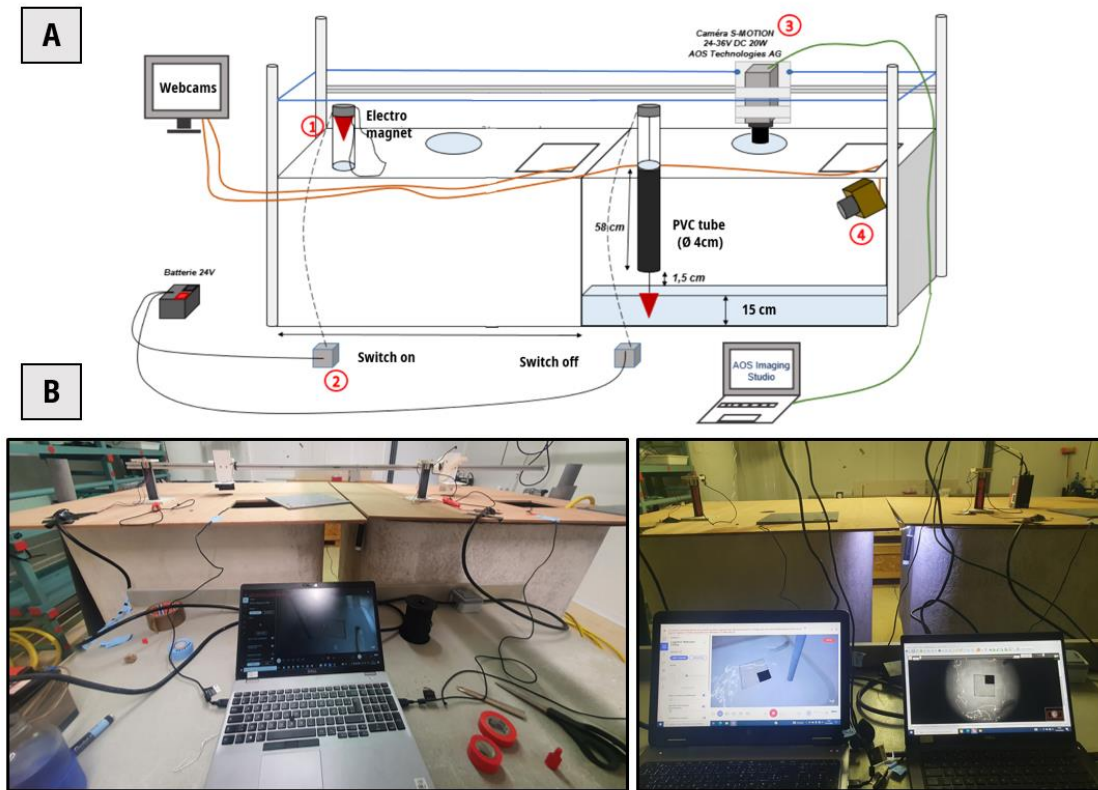 A
Caméra S-MOTION
24-36V DC 20W
AOS Technologies AG
3
Webcams
1
Electro
magnet
4
58 cm
PVC tube
(Ø 4cm)
1,5 cm
15 cm
Batterie 24V
Switch on
2
Switch off
AOS Imaging
Studio
B